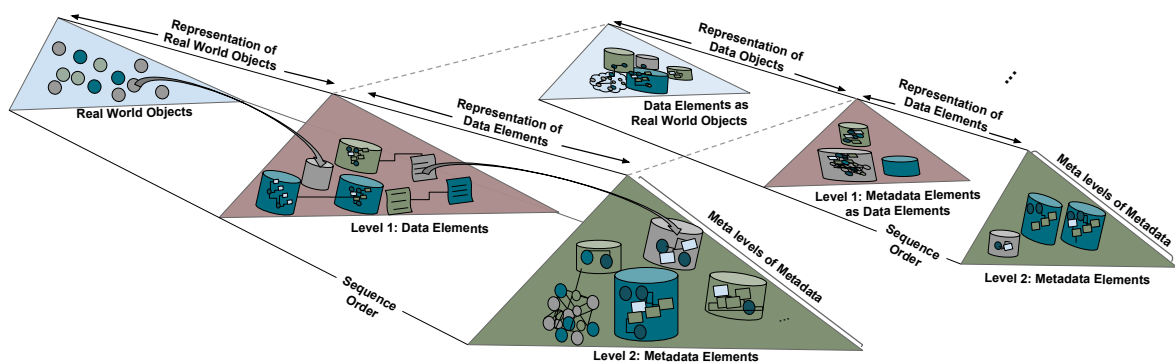 Representation of
Real World Objects
Real World Objects
Representation of
Data Elements
Level 1: Data Elements
Sequence
Order
Meta levels of Metadata
...
Level 2: Metadata Elements
Representation of
Data Objects
Data Elements as
Real World Objects
...
Representation of
Data Elements
Level 1: Metadata Elements
as Data Elements
Sequence
Order
Meta levels of Metadata
Level 2: Metadata Elements